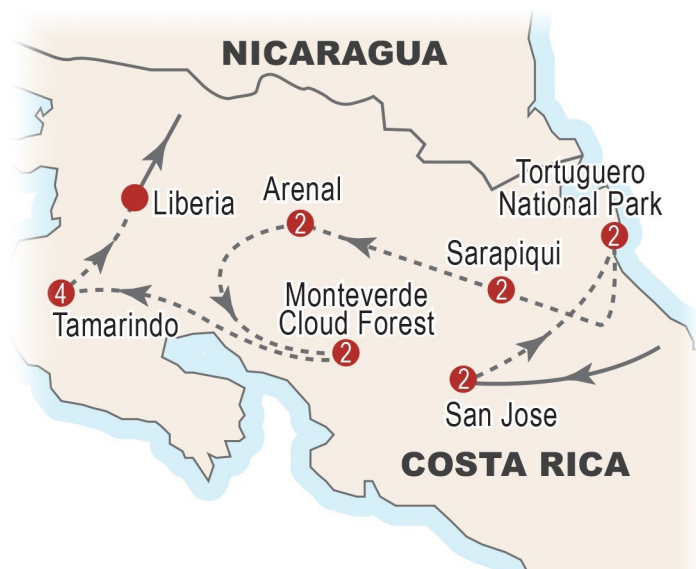 NICARAGUA
Tortuguero
National Park
2
Arenal
2
Liberia
Sarapiqui
2
4
Tamarindo
Monteverde
Cloud Forest
2
2
San Jose
COSTA RICA